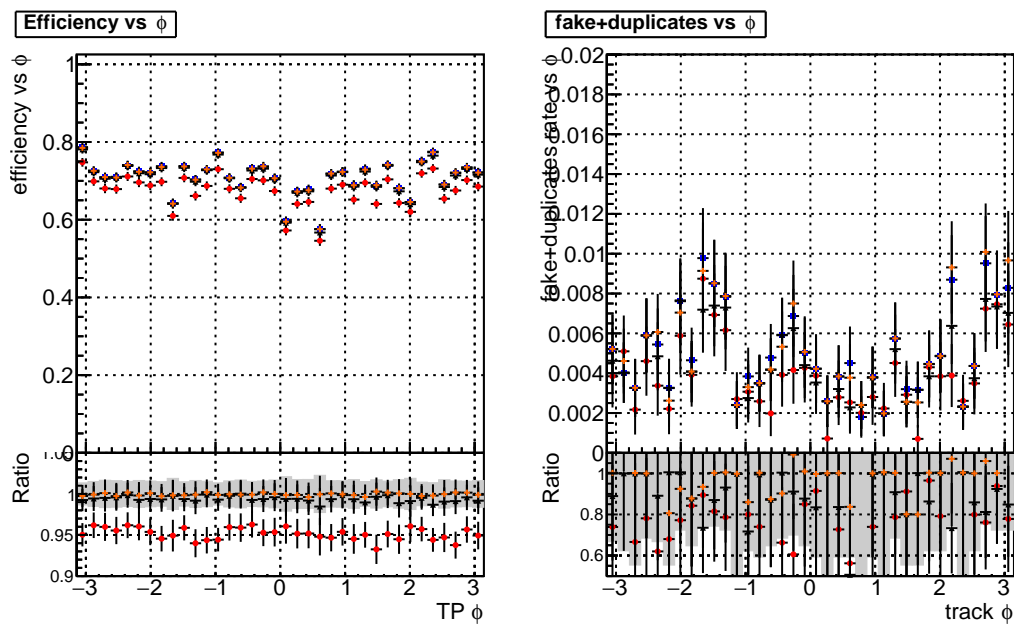 Efficiency vs ϕ
efficiency vs ϕ
1
0.8
0.6
0.4
0.2
0
Ratio
1
0.95
0.9
−3 −2 −1 0 1 2 3
TP ϕ
fake+duplicates vs ϕ
fake+duplicates rate vs ϕ
0.02
0.018
0.016
0.014
0.012
0.01
0.008
0.006
0.004
0.002
0
Ratio
1
0.8
0.6
−3 −2 −1 0 1 2 3
track ϕ